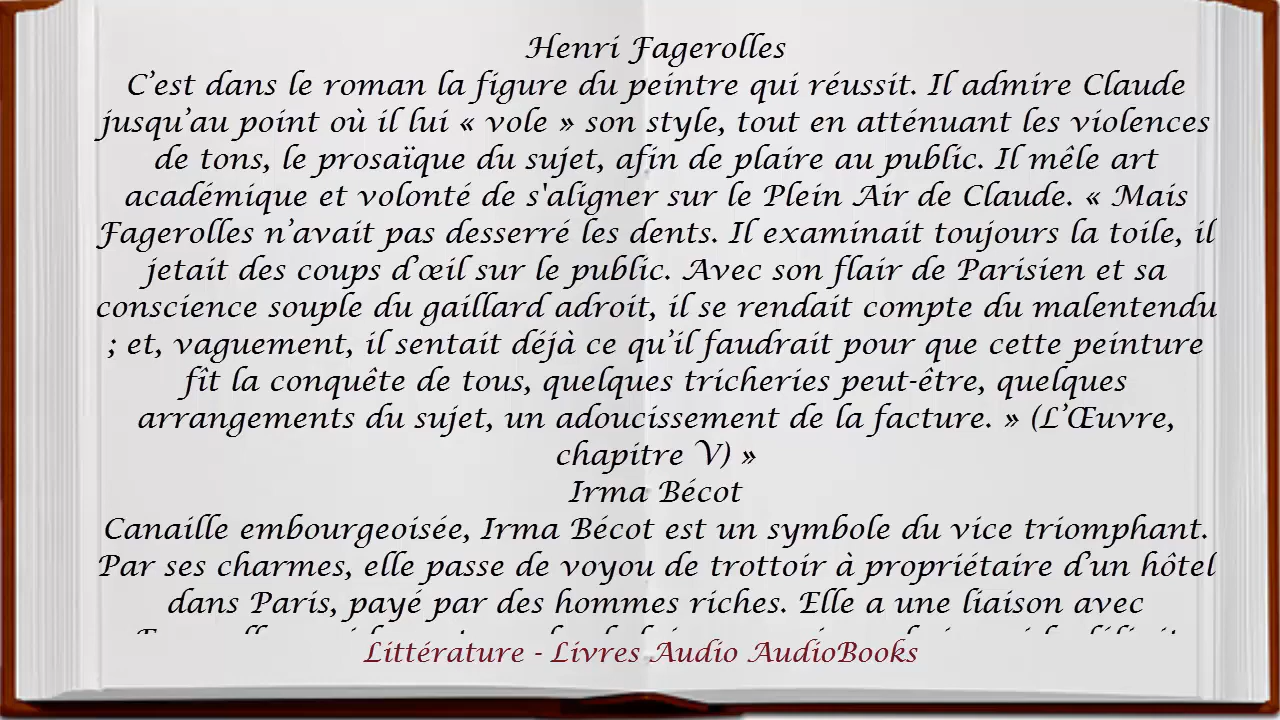 Henri Fagerolles
C'est dans le roman la figure du peintre qui réussit. Il admire Claude
jusqu'au point où il lui « vole » son style, tout en atténuant les violences
de tons, le prosaïque du sujet, afin de plaire au public. Il mêle art
académique et volonté de s'aligner sur le Plein Air de Claude. « Mais
Fagerolles n'avait pas desserré les dents. Il examinait toujours la toile, il
jetait des coups d'œil sur le public. Avec son flair de Parisien et sa
conscience souple du gaillard adroit, il se rendait compte du malentendu
; et, vaguement, il sentait déjà ce qu'il faudrait pour que cette peinture
fît la conquête de tous, quelques tricheries peut-être, quelques
arrangements du sujet, un adoucissement de la facture. » (L'Œuvre,
chapitre V) »
Irma Bécot
Canaille embourgeoisée, Irma Bécot est un symbole du vice triomphant.
Par ses charmes, elle passe de voyou de trottoir à propriétaire d'un hôtel
dans Paris, payé par des hommes riches. Elle a une liaison avec
Littérature - Livres Audio AudioBooks